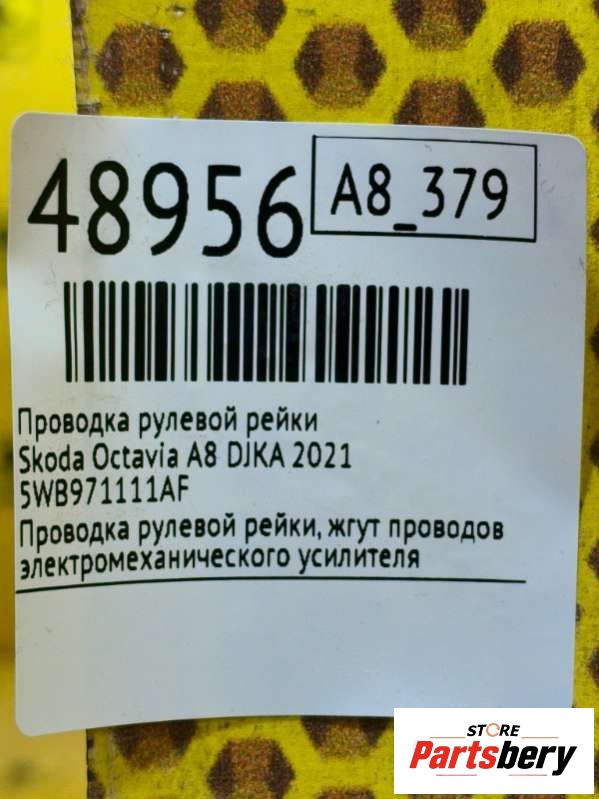 48956
A8_379
Проводка рулевой рейки
Skoda Octavia A8 DJKA 2021
5WB971111AF
Проводка рулевой рейки, жгут проводов
электромеханического усилителя
STORE
Partsbery